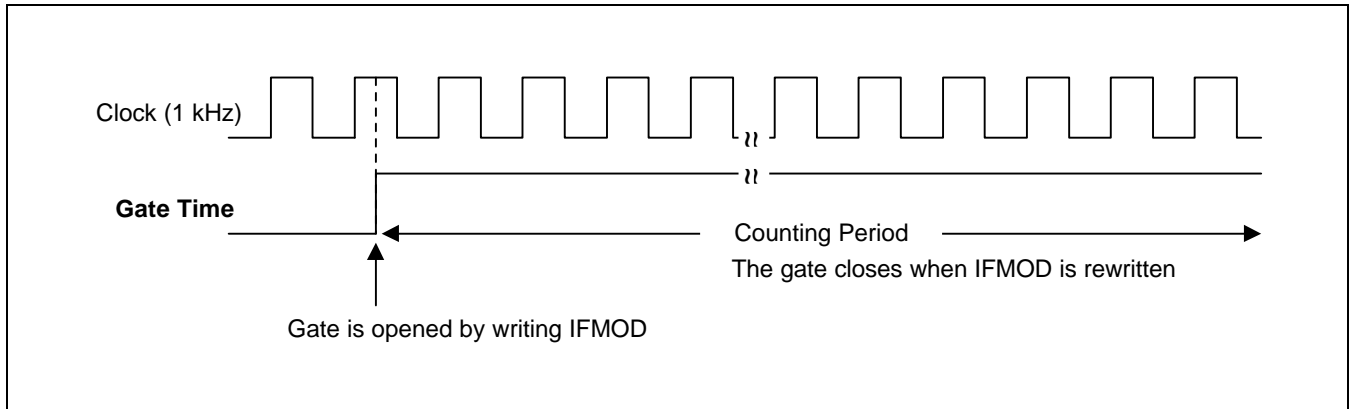 Clock (1 kHz)
Gate Time
Counting Period
The gate closes when IFMOD is rewritten
Gate is opened by writing IFMOD